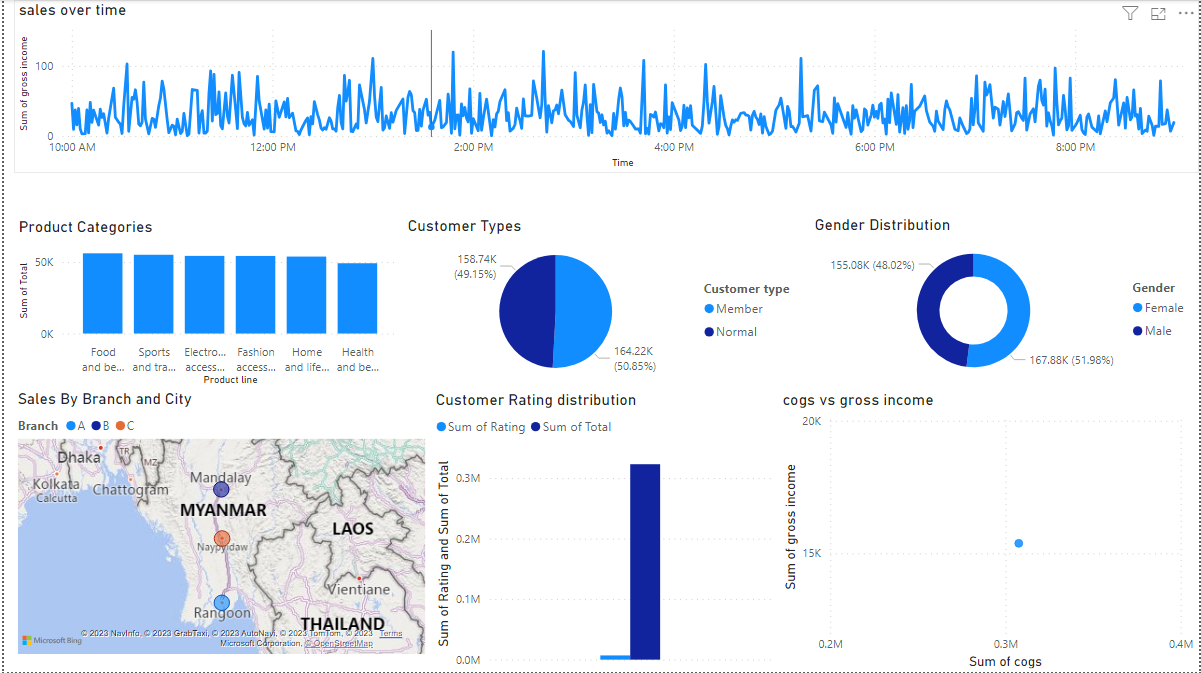 sales over time
Sum of gross income
100
0
10:00 AM
12:00 PM
2:00 PM
4:00 PM
6:00 PM
8:00 PM
Time
Product Categories
Sum of Total
50K
0K
Food and be...
Sports and tra...
Electro... access...
Fashion access...
Home and life...
Health and be...
Product line
Customer Types
158.74K
(49.15%)
164.22K
(50.85%)
Customer type
Member
Normal
Gender Distribution
155.08K (48.02%)
167.88K (51.98%)
Gender
Female
Male
Sales By Branch and City
Branch A B C
Dhaka
TR
MZ
Kolkata
Calcutta
Chattogram
Mandalay
MYANMAR
LAOS
Naypyidaw
Vientiane
Rangoon
THAILAND
© 2023 NavInfo, © 2023 GrabTaxi, © 2023 AutoNavi, © 2023 TomTom, © 2023 Terms
Microsoft Bing
Microsoft Corporation, © OpenStreetMap
Customer Rating distribution
Sum of Rating Sum of Total
Sum of Rating and Sum of Total
0.3M
0.2M
0.1M
0.0M
cogs vs gross income
Sum of gross income
20K
15K
0.2M
0.3M
0.4M
Sum of cogs